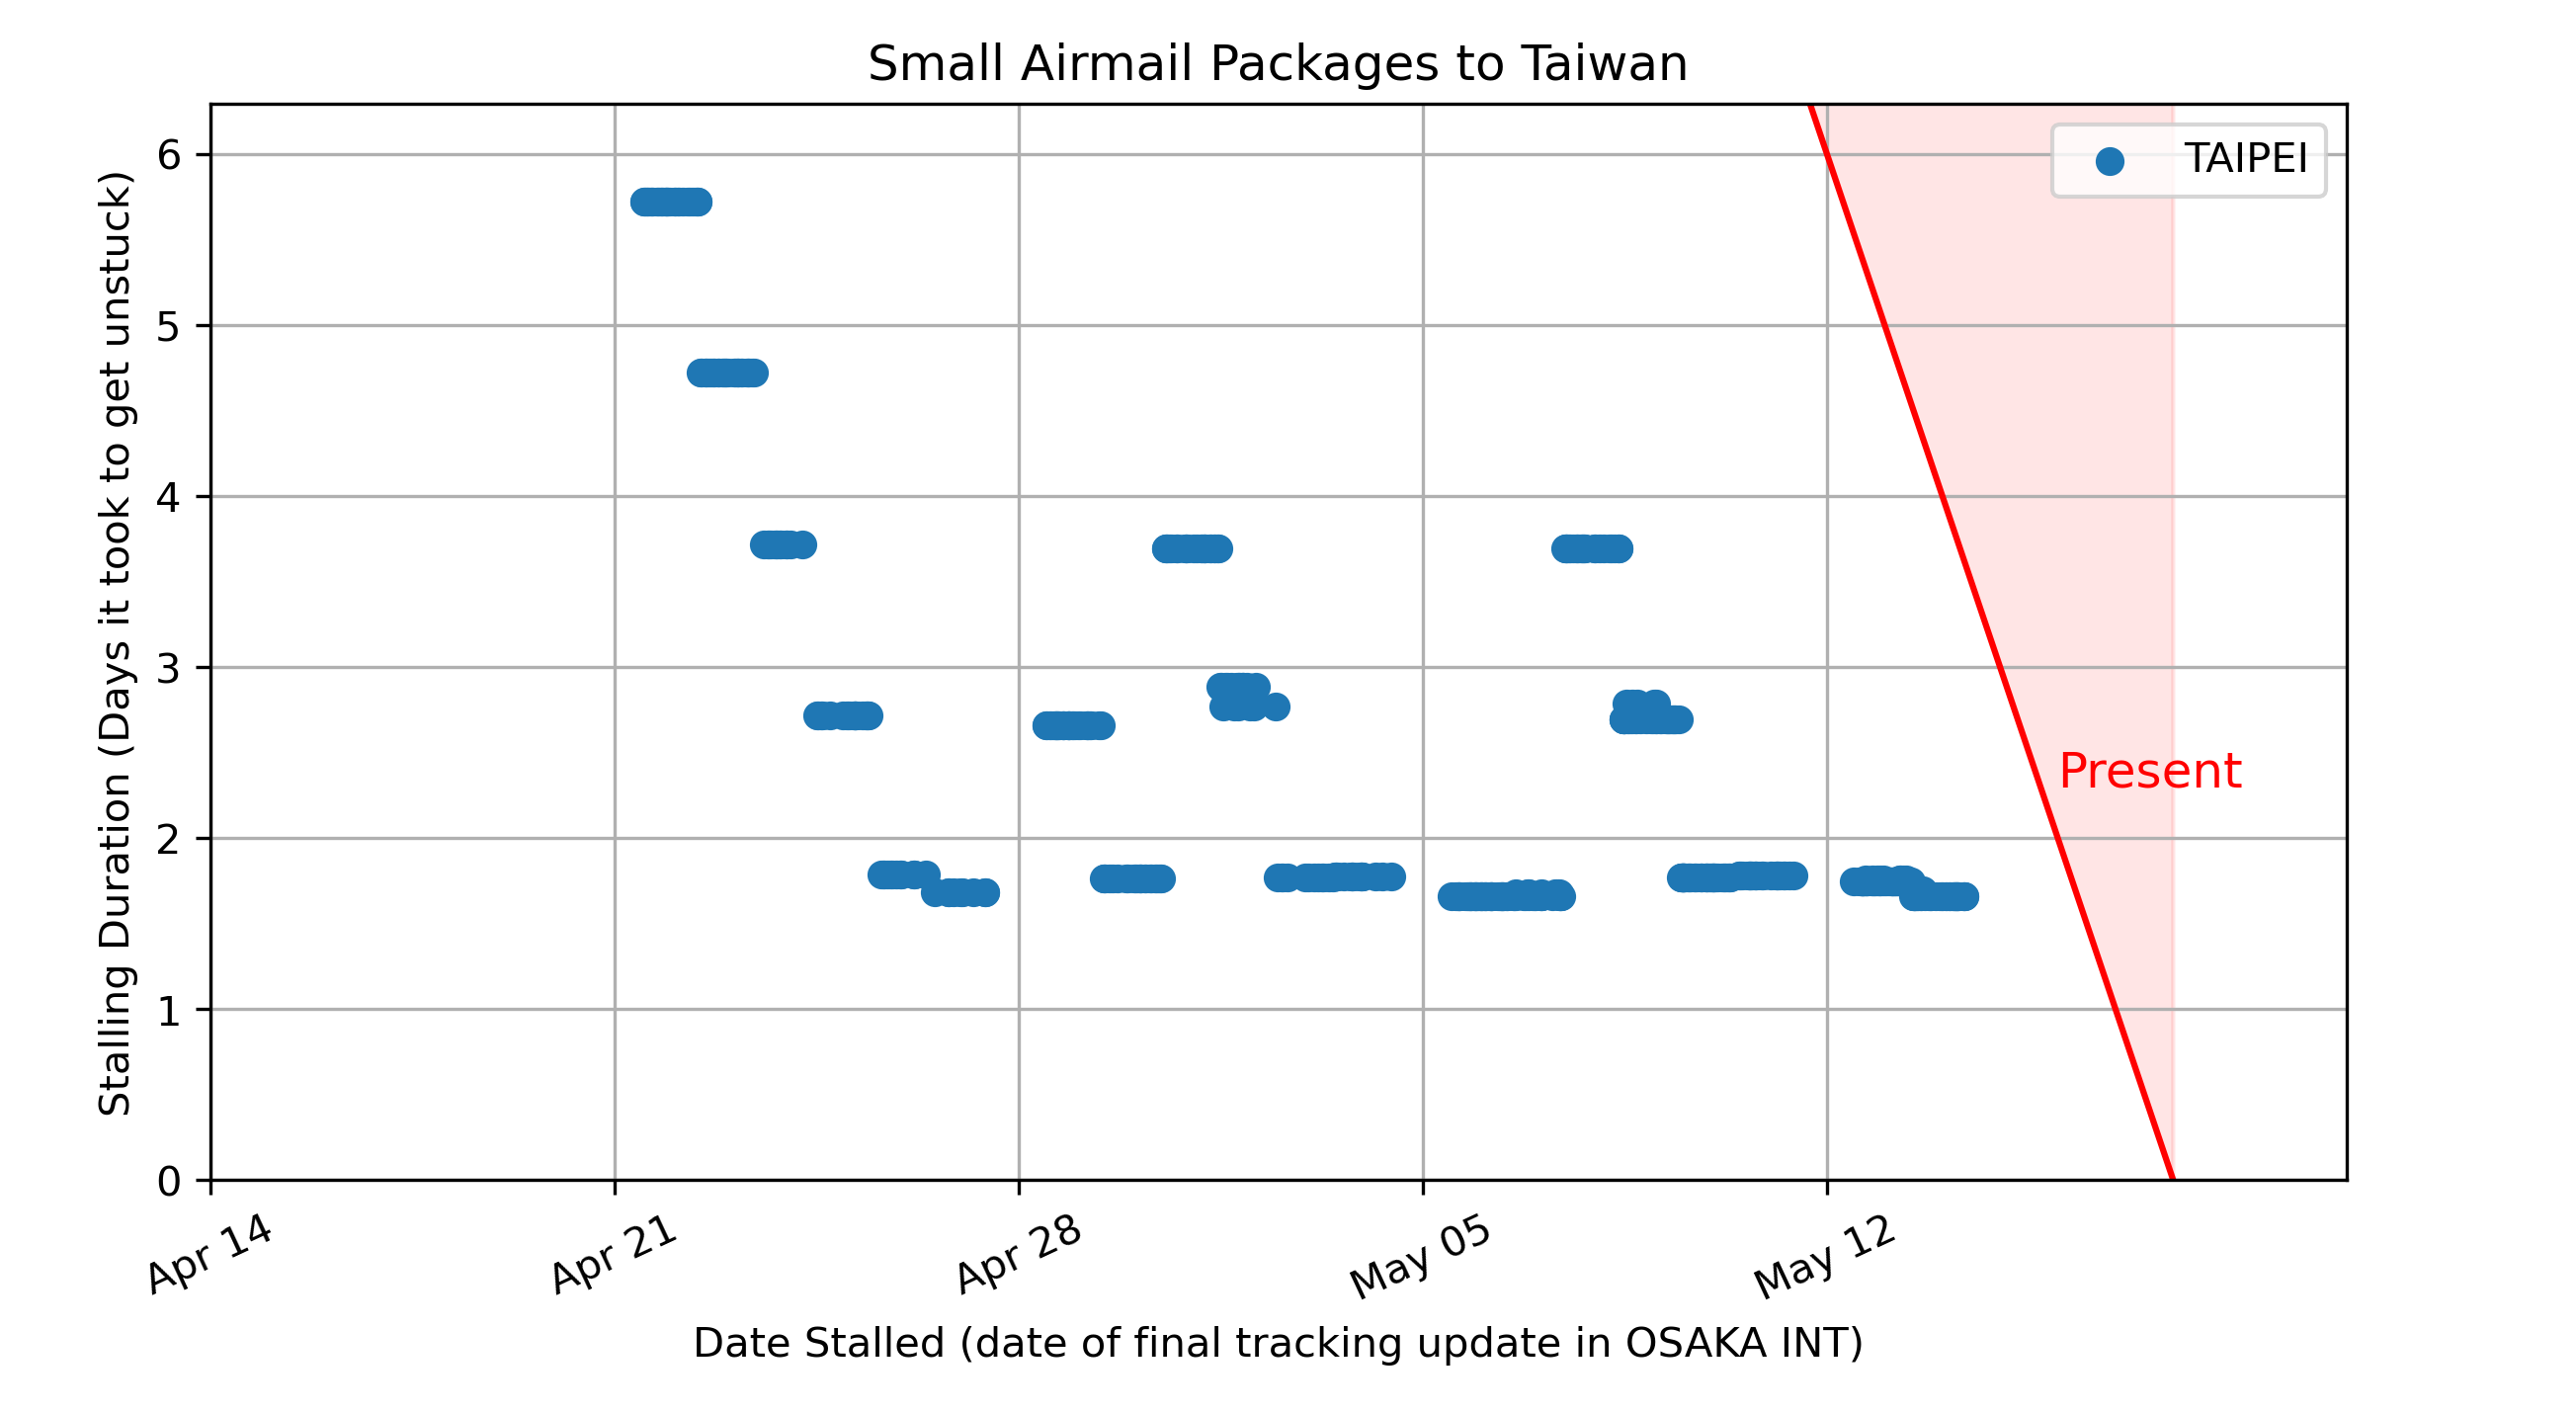 Small Airmail Packages to Taiwan
TAIPEI
Present
Stalling Duration (Days it took to get unstuck)
6
5
4
3
2
1
0
Apr 14
Apr 21
Apr 28
May 05
May 12
Date Stalled (date of final tracking update in OSAKA INT)